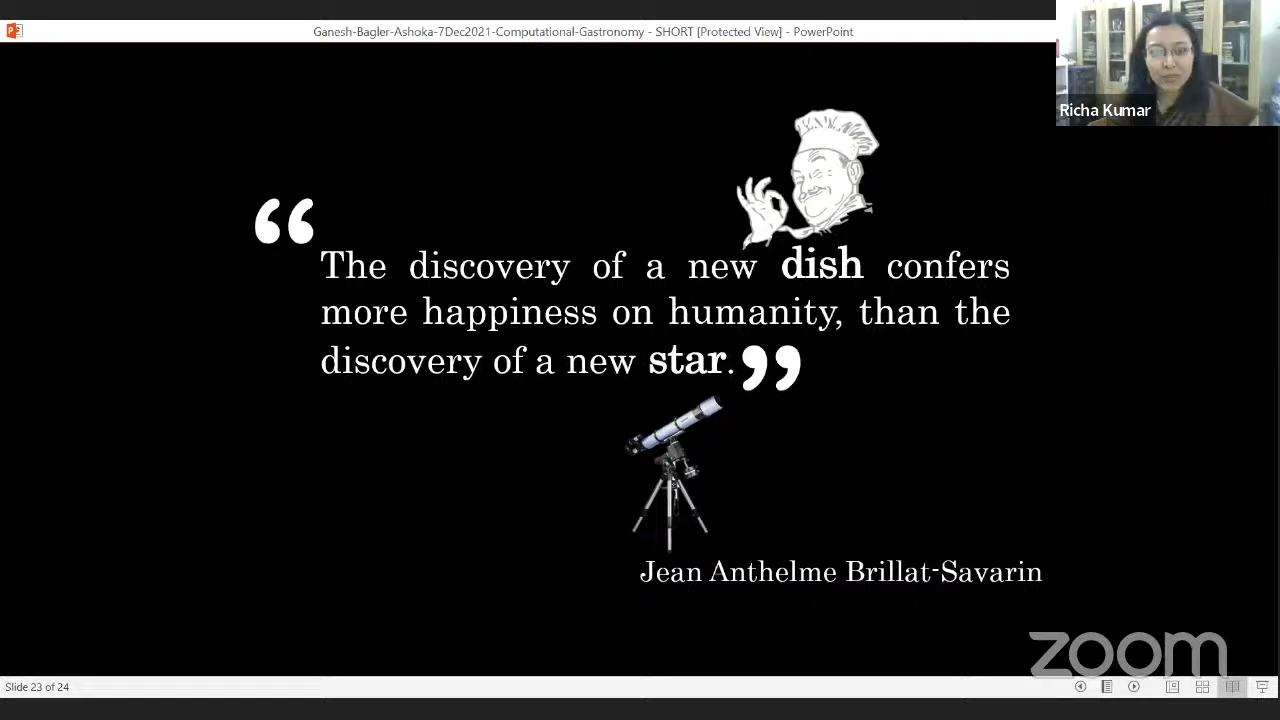 Ganesh-Bagler-Ashoka-7Dec2021-Computational-Gastronomy - SHORT [Protected View] - PowerPoint
Richa Kumar
“The discovery of a new dish confers
more happiness on humanity, than the
discovery of a new star.”
Jean Anthelme Brillat-Savarin
zoom
Slide 23 of 24